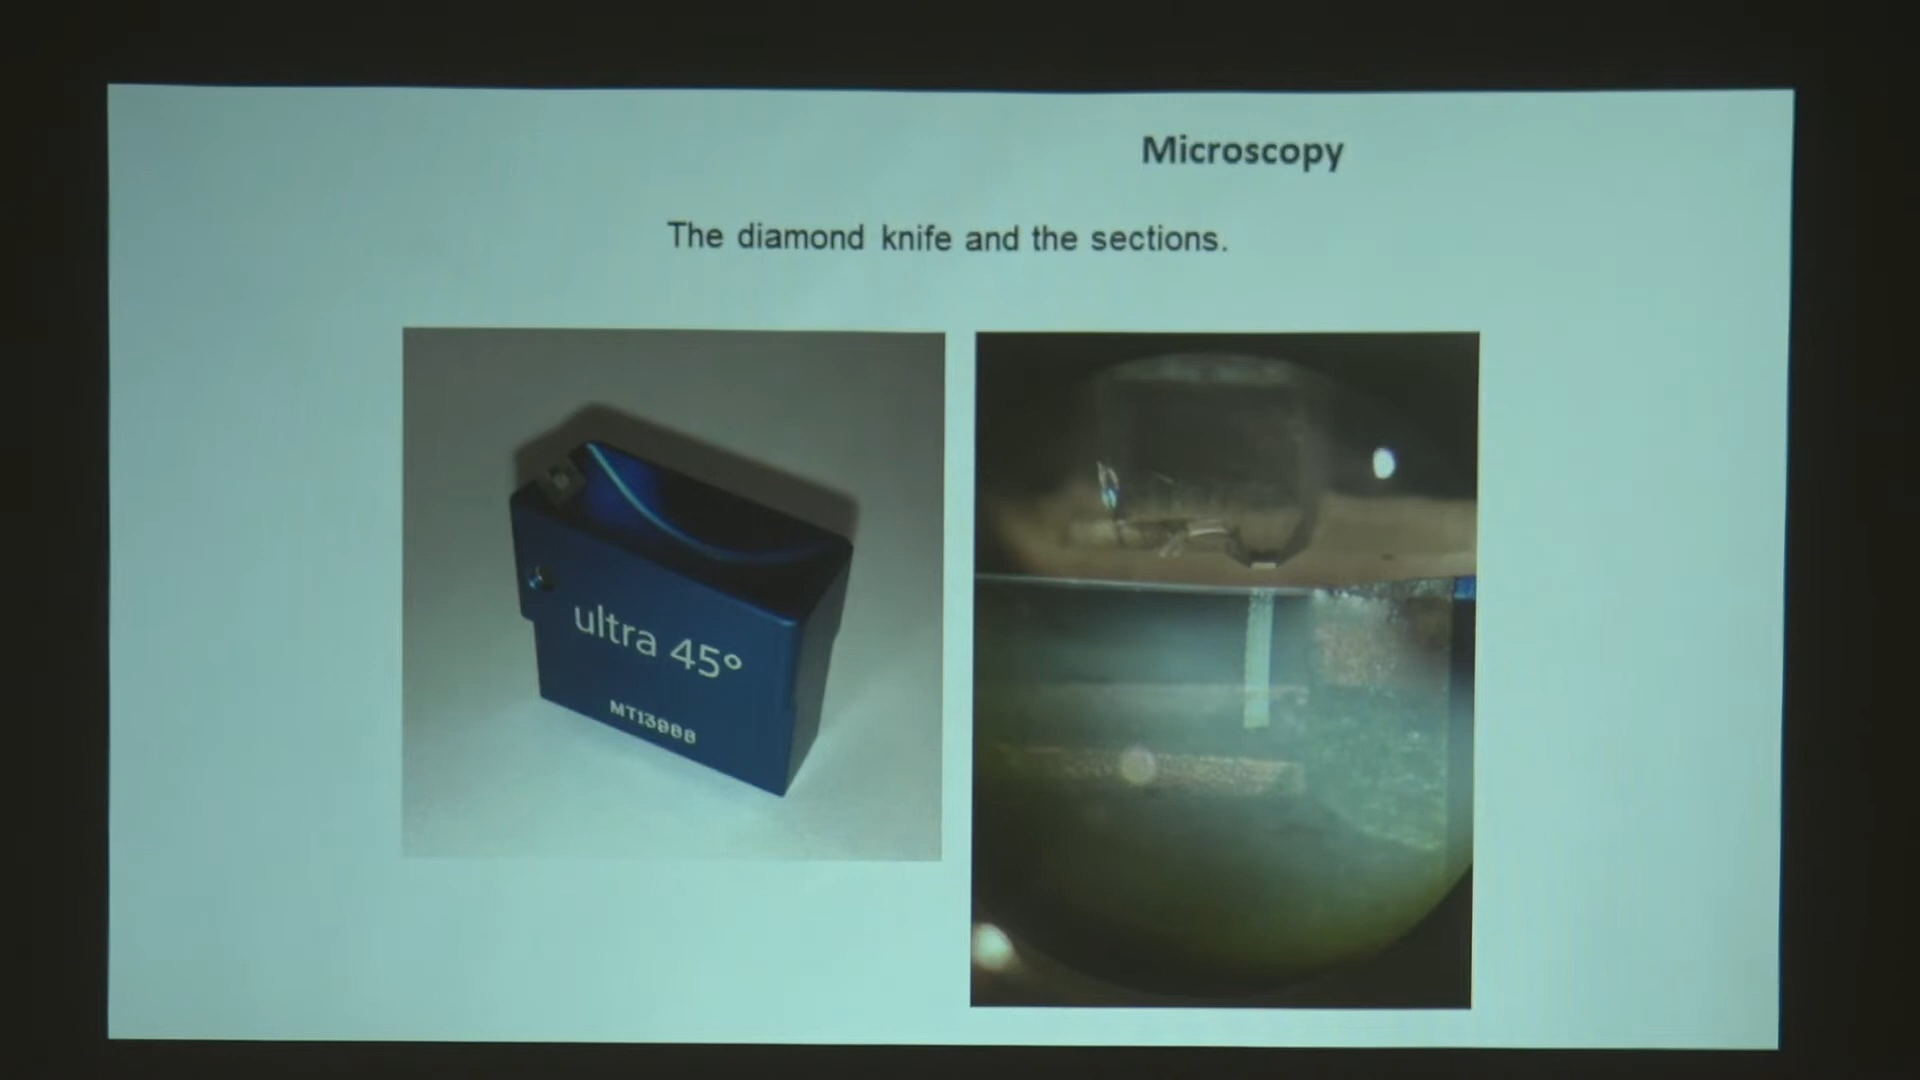 Microscopy
The diamond knife and the sections.
ultra 45°
MT13988